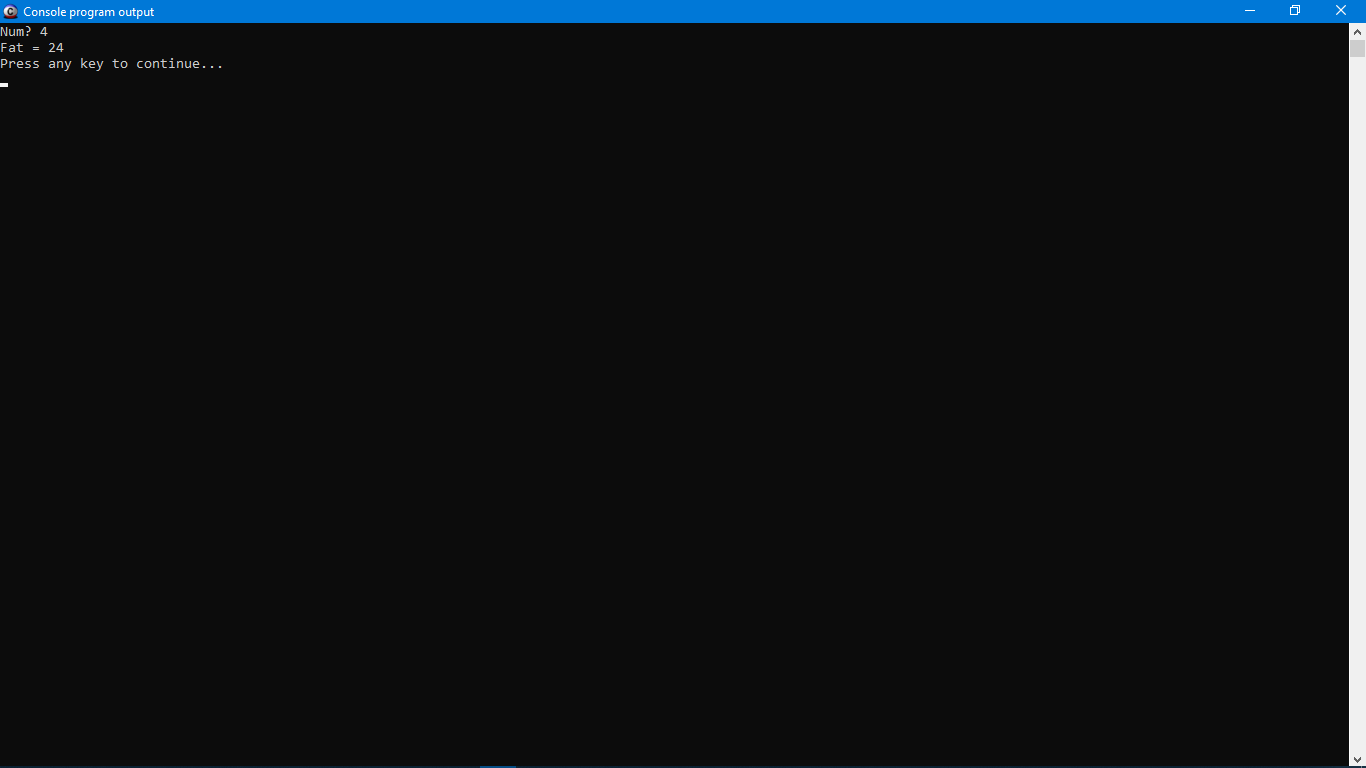 Console program output
Num? 4
Fat = 24
Press any key to continue...